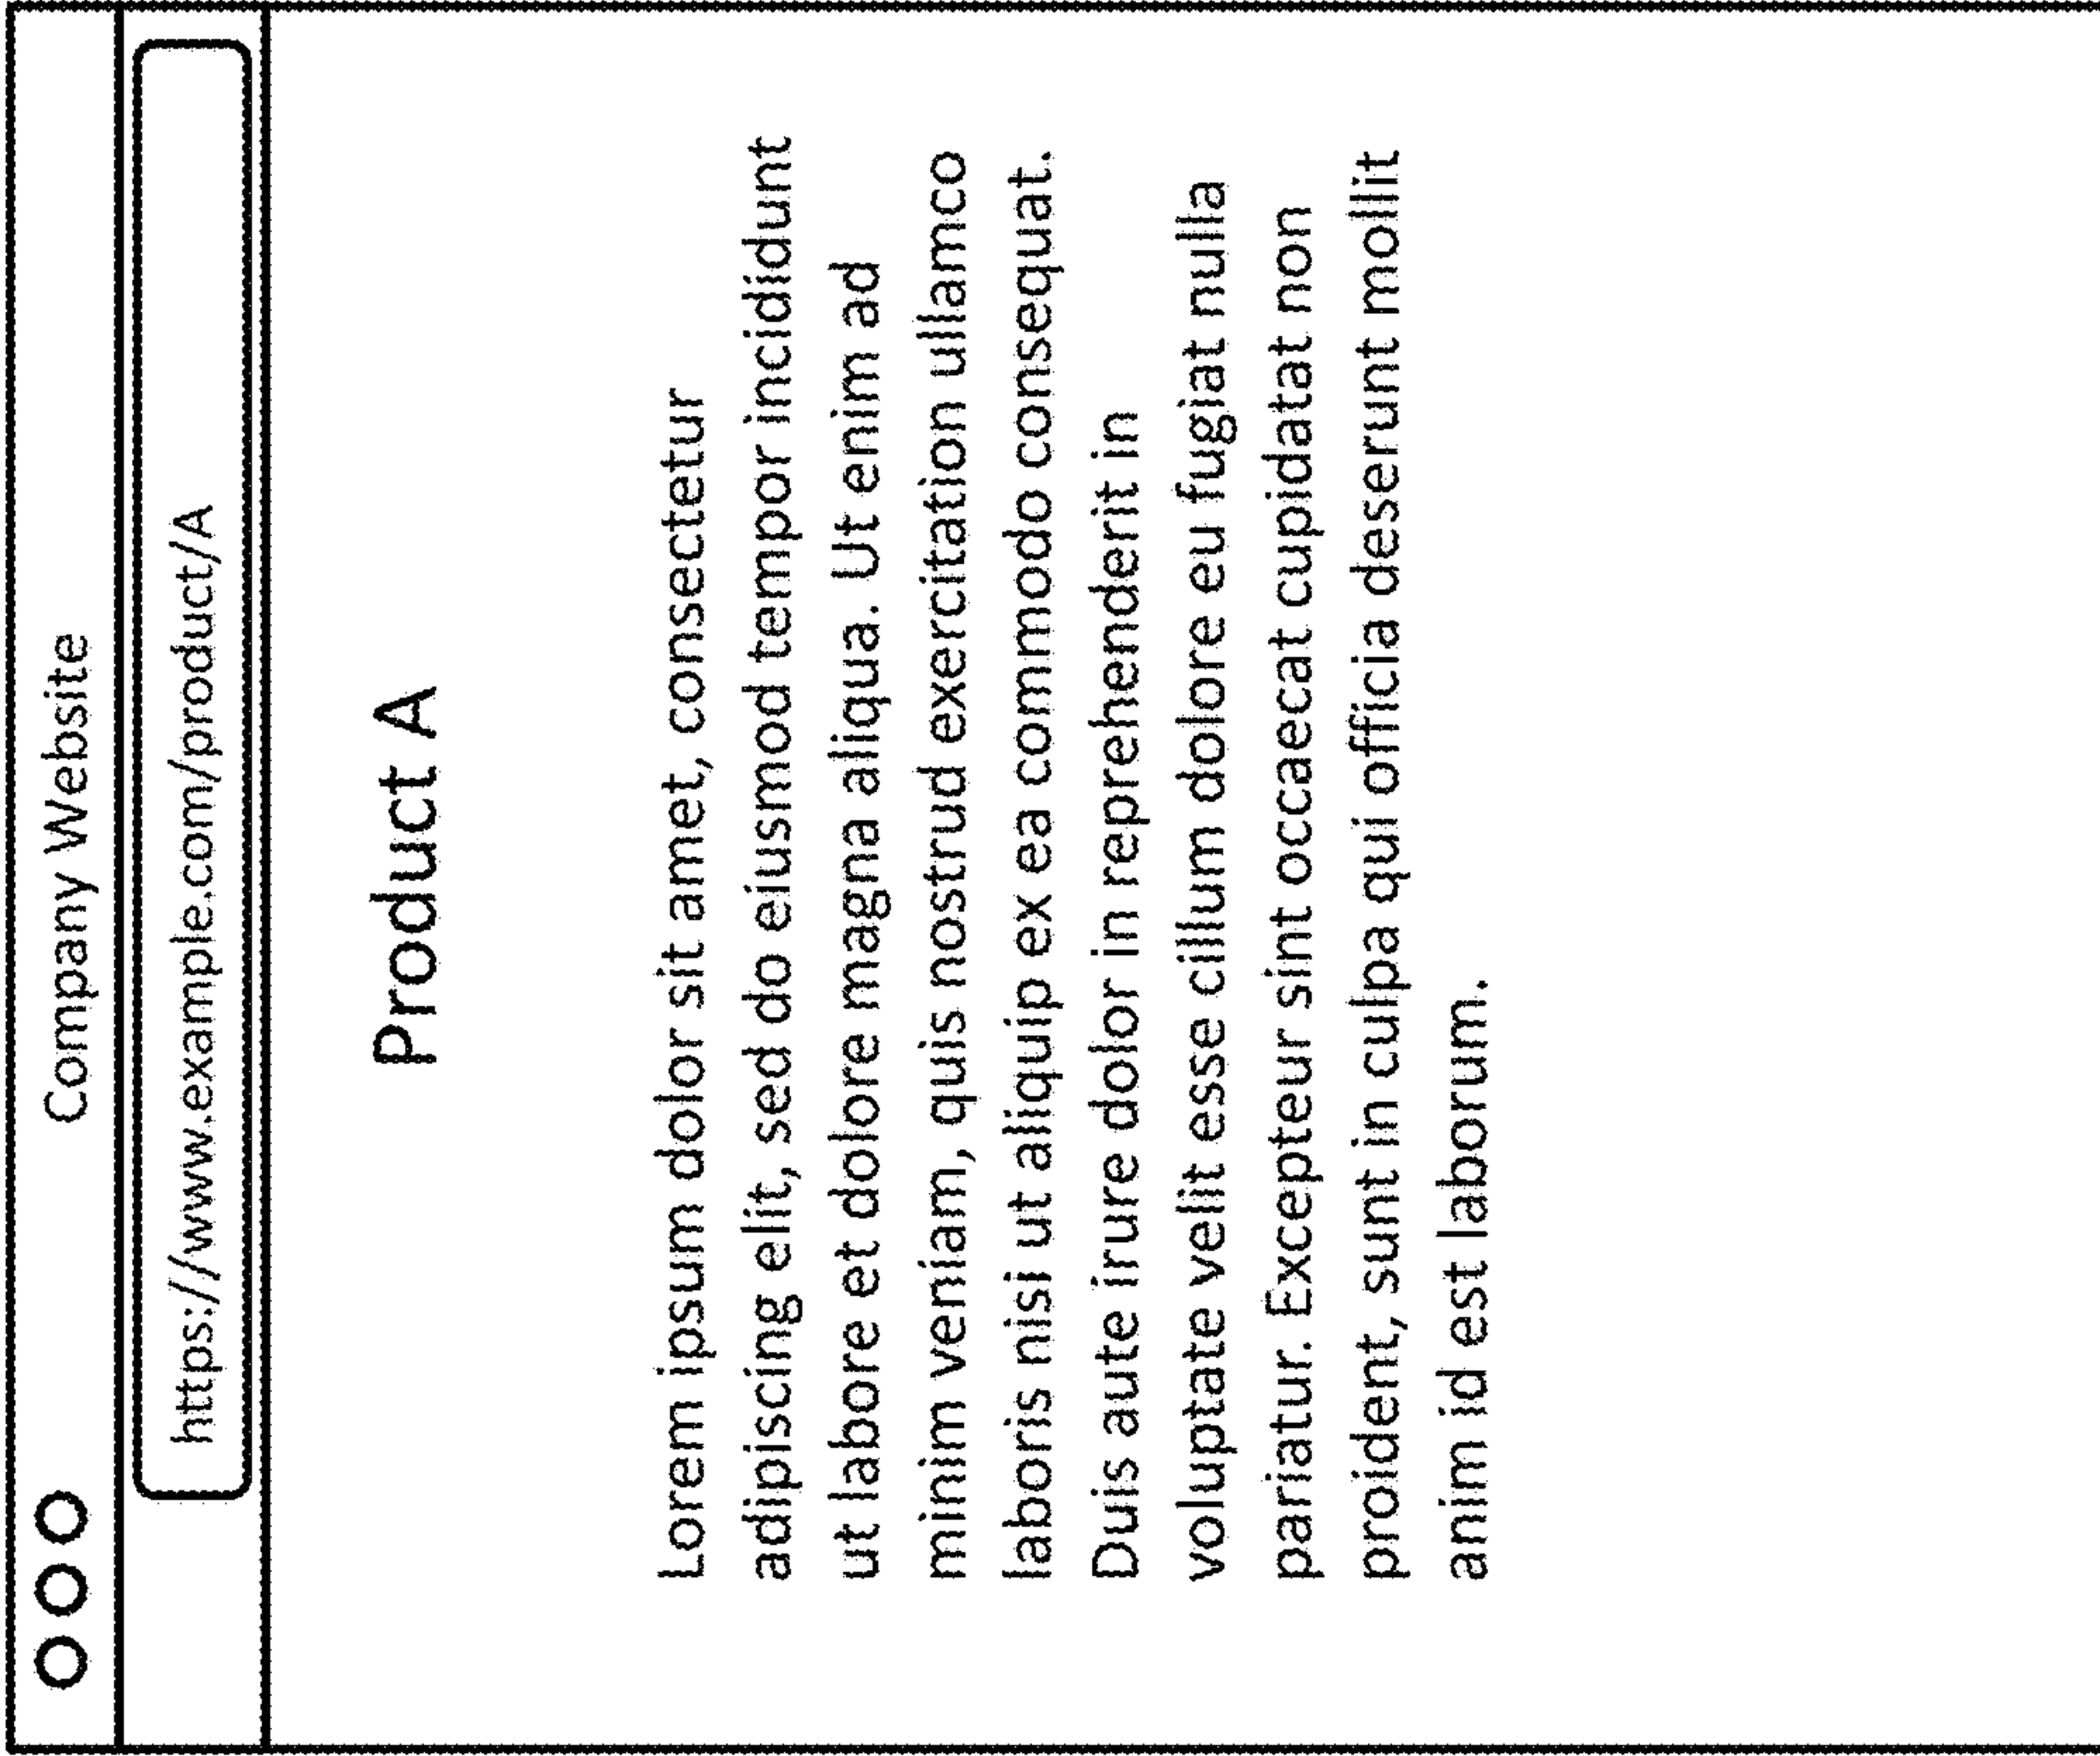 Company Website
https://www.example.com/product/A
Product A
Lorem ipsum dolor sit amet, consectetur
adipiscing elit, sed do eiusmod tempor incididunt
ut labore et dolore magna aliqua. Ut enim ad
minim veniam, quis nostrud exercitation ullamco
laboris nisi ut aliquip ex ea commodo consequat.
Duis aute irure dolor in reprehenderit in
voluptate velit esse cillum dolore eu fugiat nulla
pariatur. Excepteur sint occaecat cupidatat non
proident, sunt in culpa qui officia deserunt mollit
anim id est laborum.